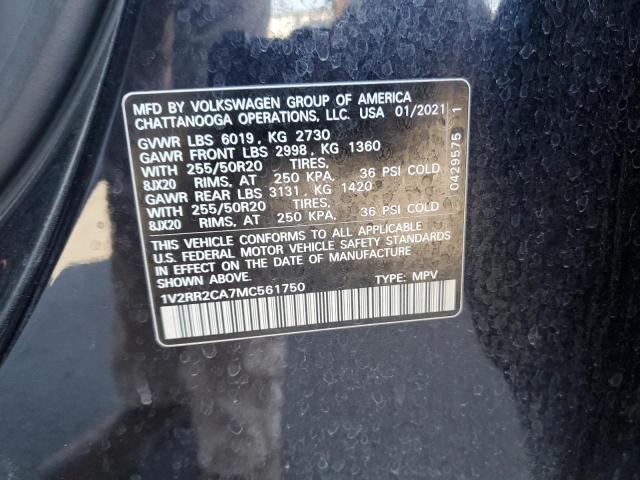 MFD BY VOLKSWAGEN GROUP OF AMERICA
CHATTANOOGA OPERATIONS, LLC. USA 01/2021
GVWR LBS 6019, KG 2730
GAWR FRONT LBS 2998, KG 1360
WITH 255/50R20 TIRES,
8JX20 RIMS, AT 250 KPA, 36 PSI COLD
GAWR REAR LBS 3131, KG 1420
WITH 255/50R20 TIRES,
8JX20 RIMS, AT 250 KPA, 36 PSI COLD
THIS VEHICLE CONFORMS TO ALL APPLICABLE
U.S. FEDERAL MOTOR VEHICLE SAFETY STANDARDS
IN EFFECT ON THE DATE OF MANUFACTURE
SHOWN ABOVE.
1V2RR2CA7MC561750 TYPE: MPV
0429575 1